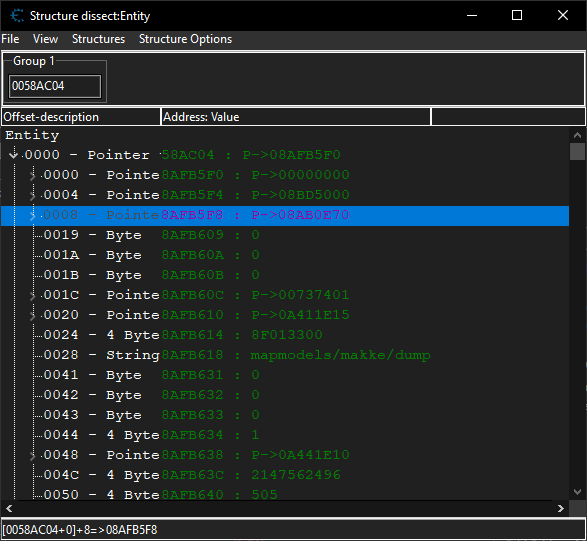 Structure dissect:Entity
File View Structures Structure Options
Group 1
0058AC04
Offset-description Address: Value
Entity
0000 - Pointer 58AC04 : P->08AFB5F0
0000 - Pointe 8AFB5F0 : P->00000000
0004 - Pointe 8AFB5F4 : P->08BD5000
0008 - Pointe 8AFB5F8 : P->08AB0E70
0019 - Byte 8AFB609 : 0
001A - Byte 8AFB60A : 0
001B - Byte 8AFB60B : 0
001C - Pointe 8AFB60C : P->00737401
0020 - Pointe 8AFB610 : P->0A411E15
0024 - 4 Byte 8AFB614 : 8F013300
0028 - String 8AFB618 : mapmodels/makke/dump
0041 - Byte 8AFB631 : 0
0042 - Byte 8AFB632 : 0
0043 - Byte 8AFB633 : 0
0044 - 4 Byte 8AFB634 : 1
0048 - Pointe 8AFB638 : P->0A441E10
004C - 4 Byte 8AFB63C : 2147562496
0050 - 4 Byte 8AFB640 : 505
[0058AC04+0]+8=>08AFB5F8